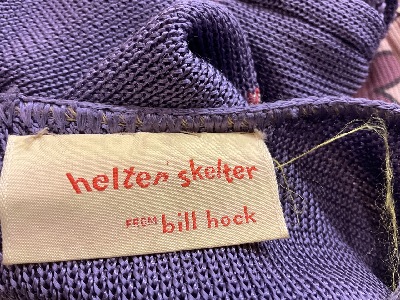 helter skelter
FROM bill hock